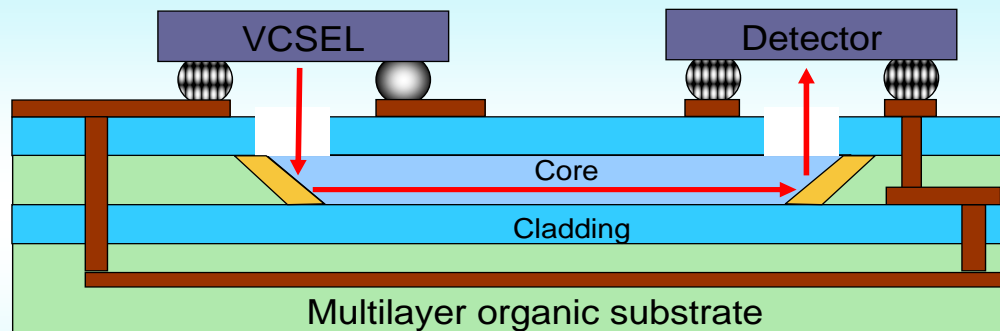 VCSEL
Detector
Core
Cladding
Multilayer organic substrate